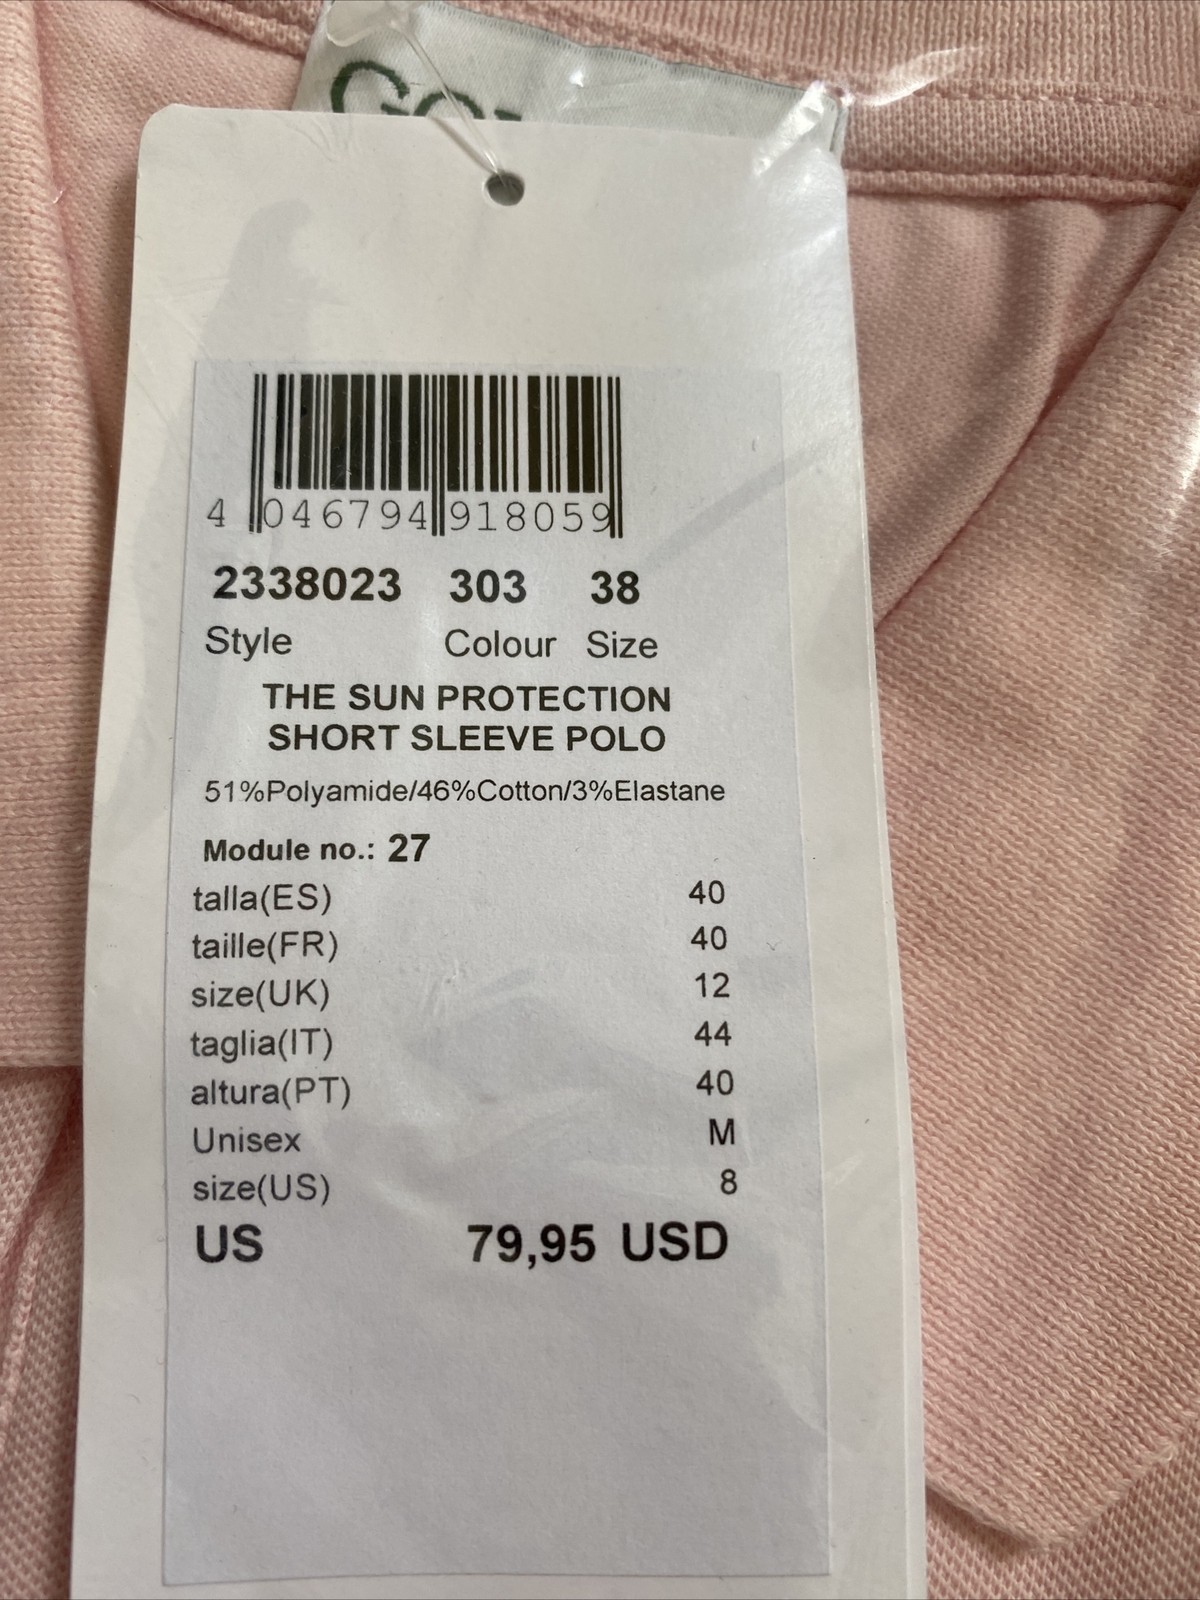 4 046794 918059
2338023 303 38
Style Colour Size
THE SUN PROTECTION
SHORT SLEEVE POLO
51%Polyamide/46%Cotton/3%Elastane
Module no.: 27
talla(ES) 40
taille(FR) 40
size(UK) 12
taglia(IT) 44
altura(PT) 40
Unisex M
size(US) 8
US 79,95 USD